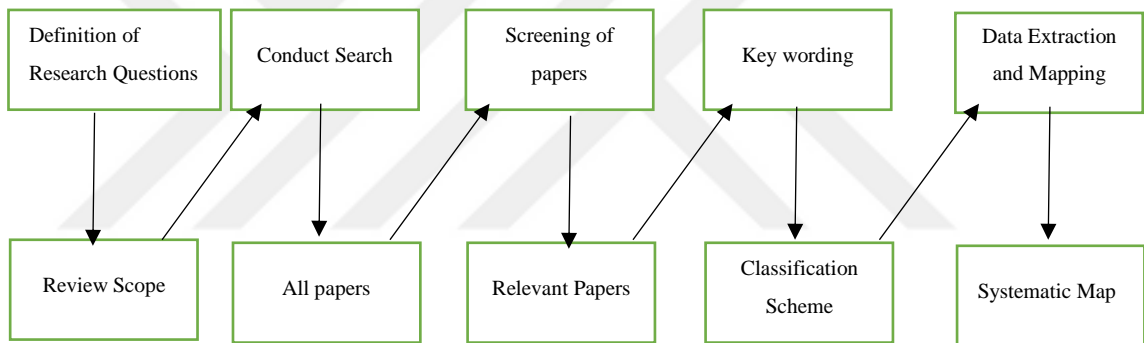 Definition of
Research Questions
Conduct Search
Screening of
papers
Key wording
Data Extraction
and Mapping
Review Scope
All papers
Relevant Papers
Classification
Scheme
Systematic Map